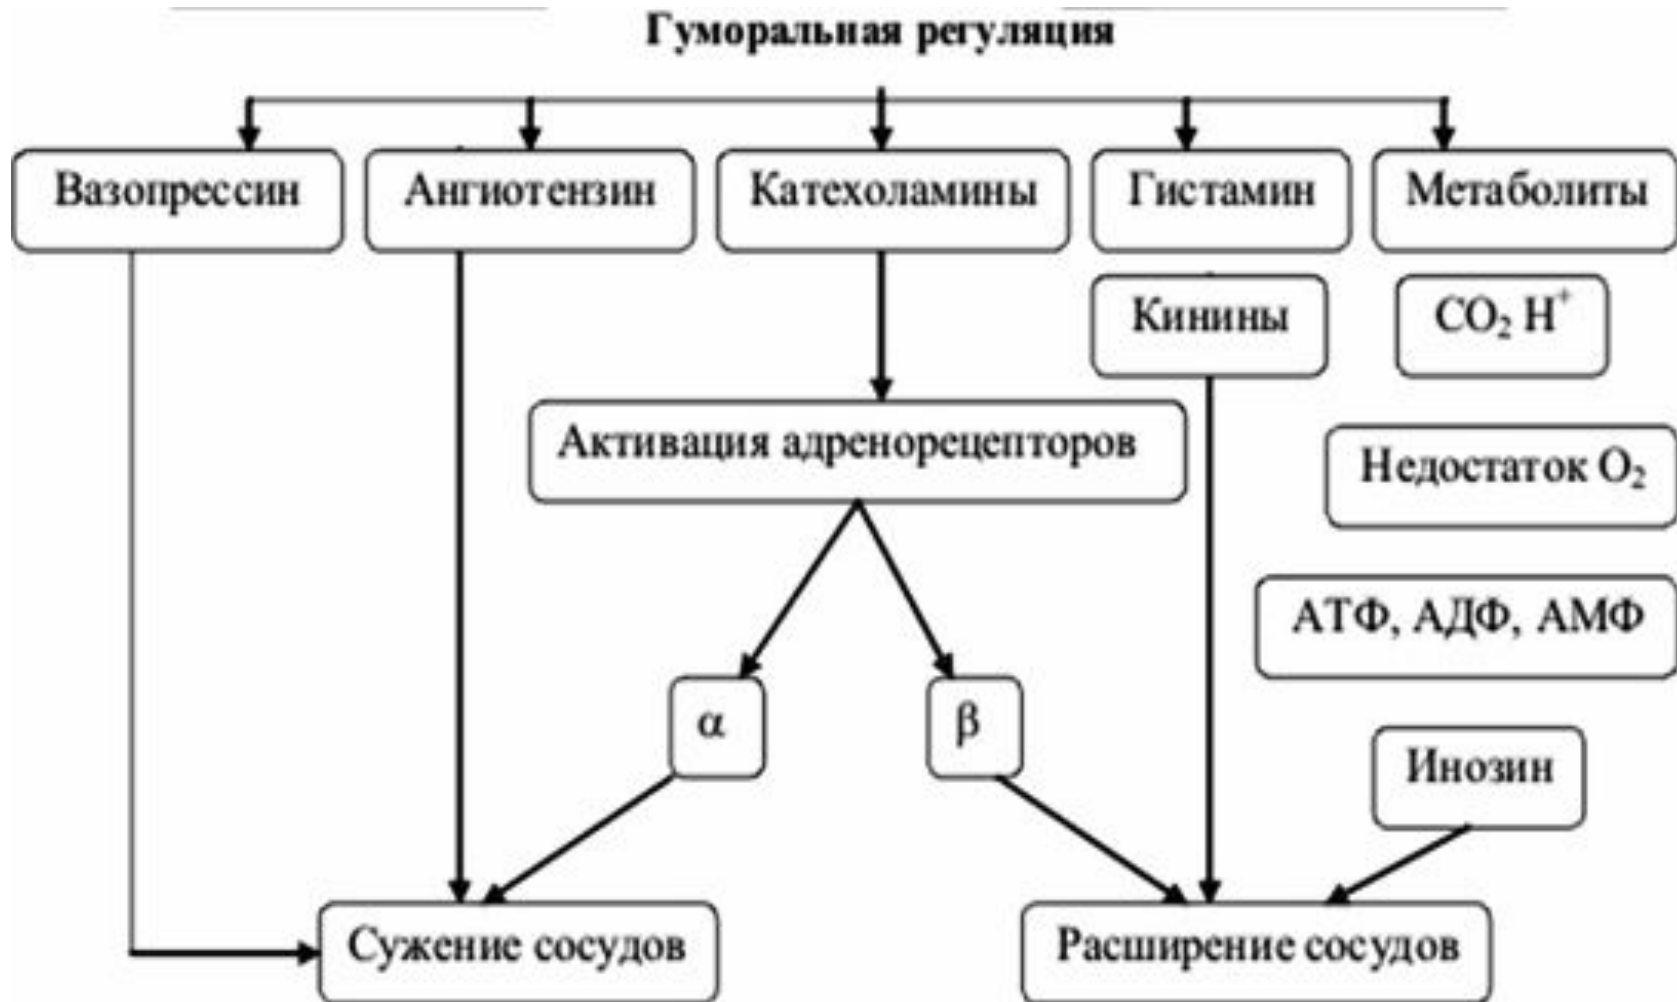 Гуморальная регуляция
Вазопрессин
Ангиотензин
Катехоламины
Гистамин
Метаболиты
Кинины
CO₂ H⁺
Активация адренорецепторов
Недостаток O₂
АТФ, АДФ, АМФ
α
β
Инозин
Сужение сосудов
Расширение сосудов